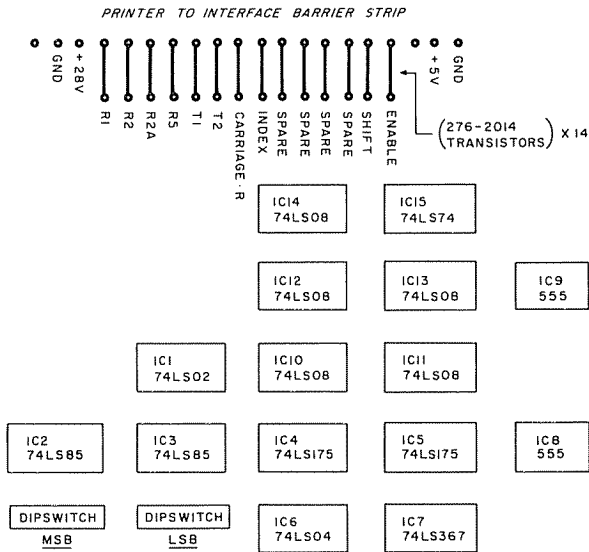 PRINTER TO INTERFACE BARRIER STRIP
GND
+28V
R1
R2
R2A
R5
T1
T2
CARRIAGE·R
INDEX
SPARE
SPARE
SPARE
SPARE
SHIFT
ENABLE
+5V
GND
(276-2014
TRANSISTORS) X 14
IC14
74LS08
IC15
74LS74
IC12
74LS08
IC13
74LS08
IC9
555
IC1
74LS02
IC10
74LS08
IC11
74LS08
IC2
74LS85
IC3
74LS85
IC4
74LS175
IC5
74LS175
IC8
555
DIPSWITCH
MSB
DIPSWITCH
LSB
IC6
74LS04
IC7
74LS367